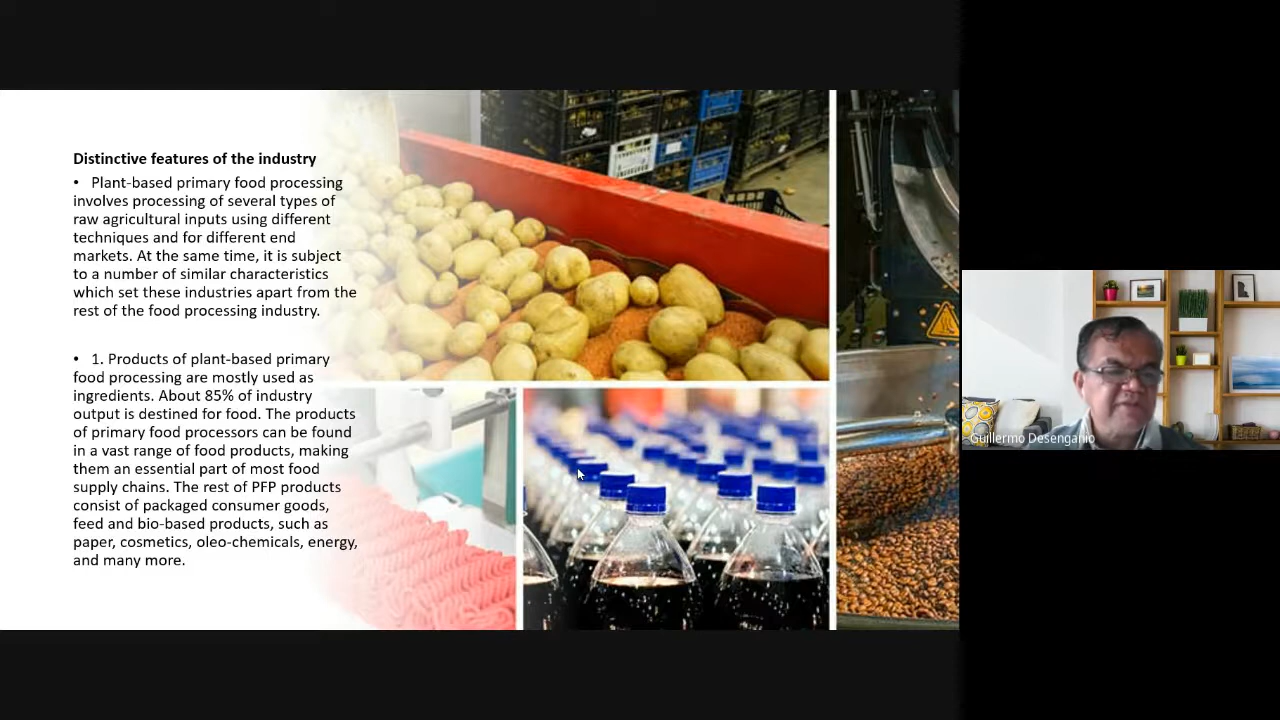 Distinctive features of the industry
• Plant-based primary food processing
involves processing of several types of
raw agricultural inputs using different
techniques and for different end
markets. At the same time, it is subject
to a number of similar characteristics
which set these industries apart from the
rest of the food processing industry.
• 1. Products of plant-based primary
food processing are mostly used as
ingredients. About 85% of industry
output is destined for food. The products
of primary food processors can be found
in a vast range of food products, making
them an essential part of most food
supply chains. The rest of PFP products
consist of packaged consumer goods,
feed and bio-based products, such as
paper, cosmetics, oleo-chemicals, energy,
and many more.
Guillermo Desenganio